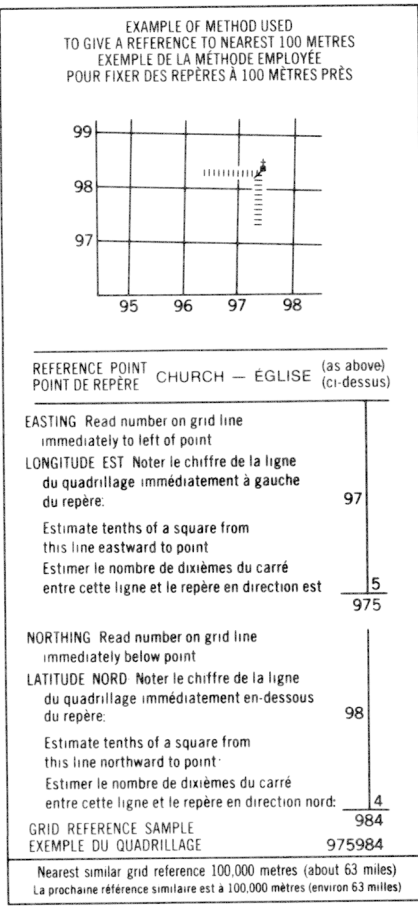 EXAMPLE OF METHOD USED
TO GIVE A REFERENCE TO NEAREST 100 METRES
EXEMPLE DE LA MÉTHODE EMPLOYÉE
POUR FIXER DES REPÈRES À 100 MÈTRES PRÈS
99
98
97
95 96 97 98
REFERENCE POINT
POINT DE REPÈRE
CHURCH — ÉGLISE
(as above)
(ci-dessus)
EASTING Read number on grid line
immediately to left of point
LONGITUDE EST Noter le chiffre de la ligne
du quadrillage immédiatement à gauche
du repère: 97
Estimate tenths of a square from
this line eastward to point
Estimer le nombre de dixièmes du carré
entre cette ligne et le repère en direction est 5
975
NORTHING Read number on grid line
immediately below point
LATITUDE NORD Noter le chiffre de la ligne
du quadrillage immédiatement en-dessous
du repère: 98
Estimate tenths of a square from
this line northward to point
Estimer le nombre de dixièmes du carré
entre cette ligne et le repère en direction nord: 4
984
GRID REFERENCE SAMPLE
EXEMPLE DU QUADRILLAGE 975984
Nearest similar grid reference 100,000 metres (about 63 miles)
La prochaine référence similaire est à 100,000 mètres (environ 63 milles)